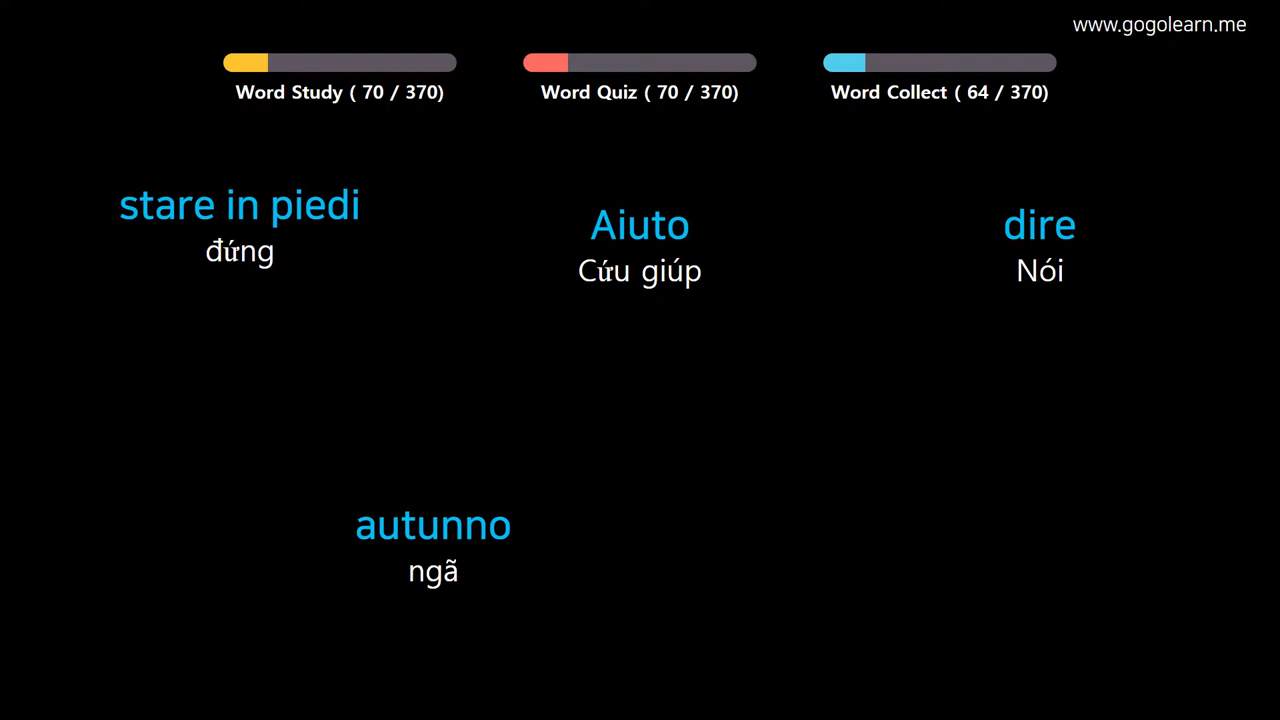 www.gogolearn.me
Word Study ( 70 / 370)
Word Quiz ( 70 / 370)
Word Collect ( 64 / 370)
stare in piedi
đứng
Aiuto
Cứu giúp
dire
Nói
autunno
ngã